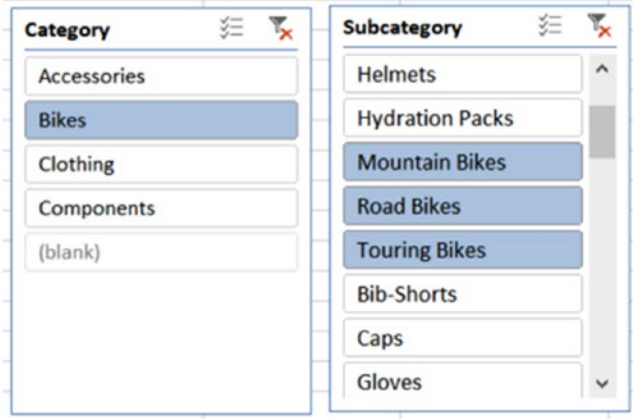 Category
Accessories
Bikes
Clothing
Components
(blank)
Subcategory
Helmets
Hydration Packs
Mountain Bikes
Road Bikes
Touring Bikes
Bib-Shorts
Caps
Gloves